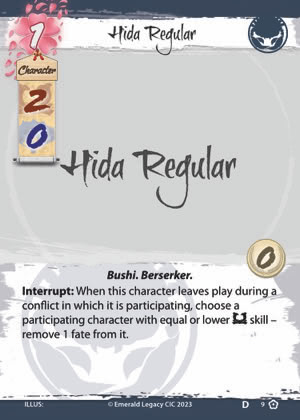 Hida Regular
1
Character
2
0
Hida Regular
0
Bushi. Berserker.
Interrupt: When this character leaves play during a
conflict in which it is participating, choose a
participating character with equal or lower skill –
remove 1 fate from it.
ILLUS: © Emerald Legacy CIC 2023 D 9